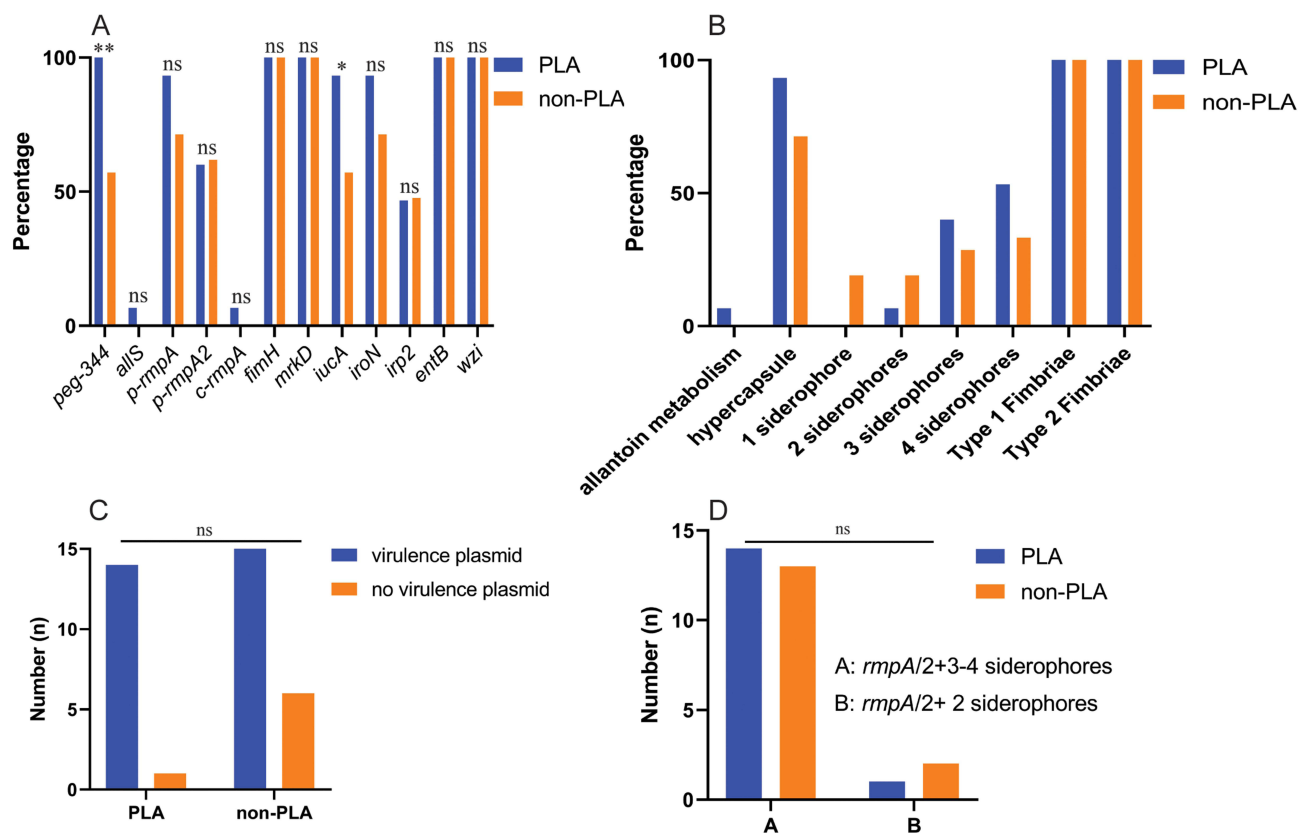 A
Percentage
100
50
0
** ns ns ns ns ns ns * ns ns ns ns
PLA
non-PLA
peg-344 allS p-rmpA p-rmpA2 c-rmpA fimH mrkD iucA iroN irp2 entB wzi
B
Percentage
100
50
0
PLA
non-PLA
allantoin metabolism
hypercapsule
1 siderophore
2 siderophores
3 siderophores
4 siderophores
Type 1 Fimbriae
Type 2 Fimbriae
C
ns
Number (n)
15
10
5
0
virulence plasmid
no virulence plasmid
PLA non-PLA
D
ns
Number (n)
15
10
5
0
PLA
non-PLA
A: rmpA/2+3-4 siderophores
B: rmpA/2+ 2 siderophores
A B